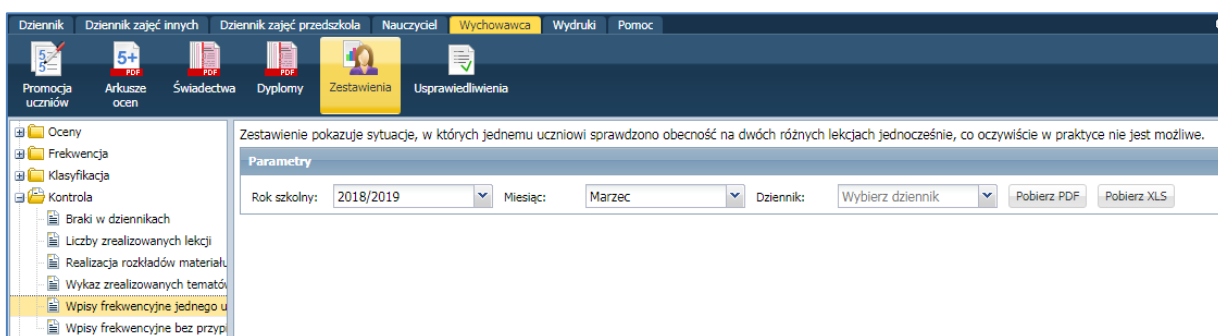 Dziennik Dziennik zajęć innych Dziennik zajęć przedszkola Nauczyciel Wychowawca Wydruki Pomoc
5+ PDF PDF PDF
Promocja uczniów
Arkusze ocen
Świadectwa
Dyplomy
Zestawienia
Usprawiedliwienia
Oceny
Frekwencja
Klasyfikacja
Kontrola
Braki w dziennikach
Liczby zrealizowanych lekcji
Realizacja rozkładów materiału
Wykaz zrealizowanych tematów
Wpisy frekwencyjne jednego u
Wpisy frekwencyjne bez przypi
Zestawienie pokazuje sytuacje, w których jednemu uczniowi sprawdzono obecność na dwóch różnych lekcjach jednocześnie, co oczywiście w praktyce nie jest możliwe.
Parametry
Rok szkolny: 2018/2019 Miesiąc: Marzec Dziennik: Wybierz dziennik Pobierz PDF Pobierz XLS